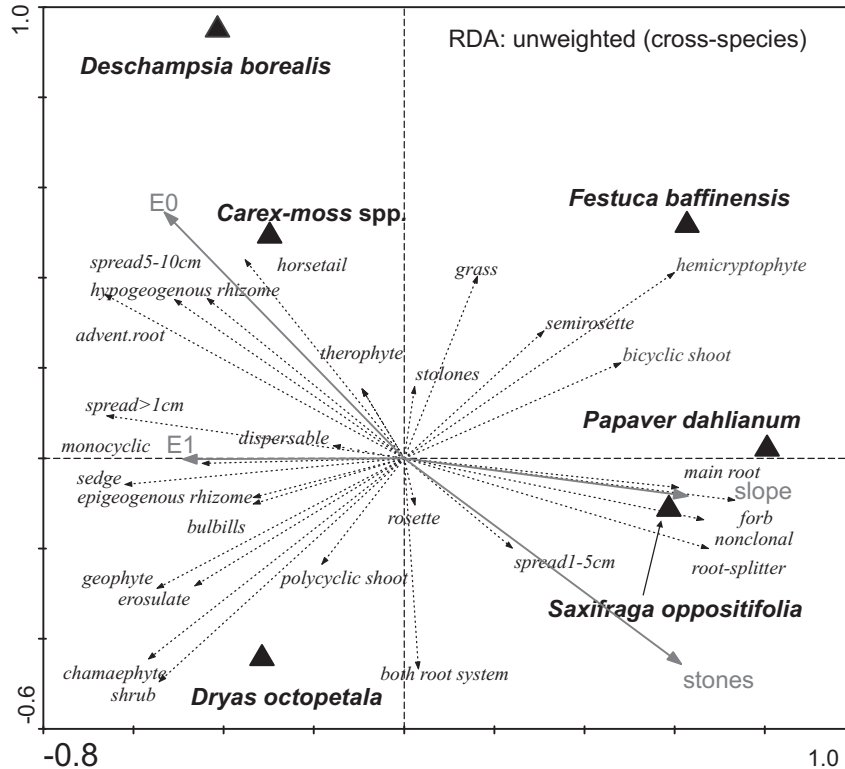 1.0
RDA: unweighted (cross-species)
Deschampsia borealis
E0
Carex-moss spp.
Festuca baffinensis
spread5-10cm
horsetail
grass
hemicryptophyte
hypogeogenous rhizome
semirosette
advent.root
therophyte
bicyclic shoot
stolones
spread>1cm
Papaver dahlianum
monocyclic
E1
dispersable
main root
sedge
slope
epigeogenous rhizome
rosette
forb
bulbills
nonclonal
spread1-5cm
root-splitter
geophyte
polycyclic shoot
erosulate
Saxifraga oppositifolia
chamaephyte
both root system
stones
shrub
Dryas octopetala
-0.6
-0.8
1.0